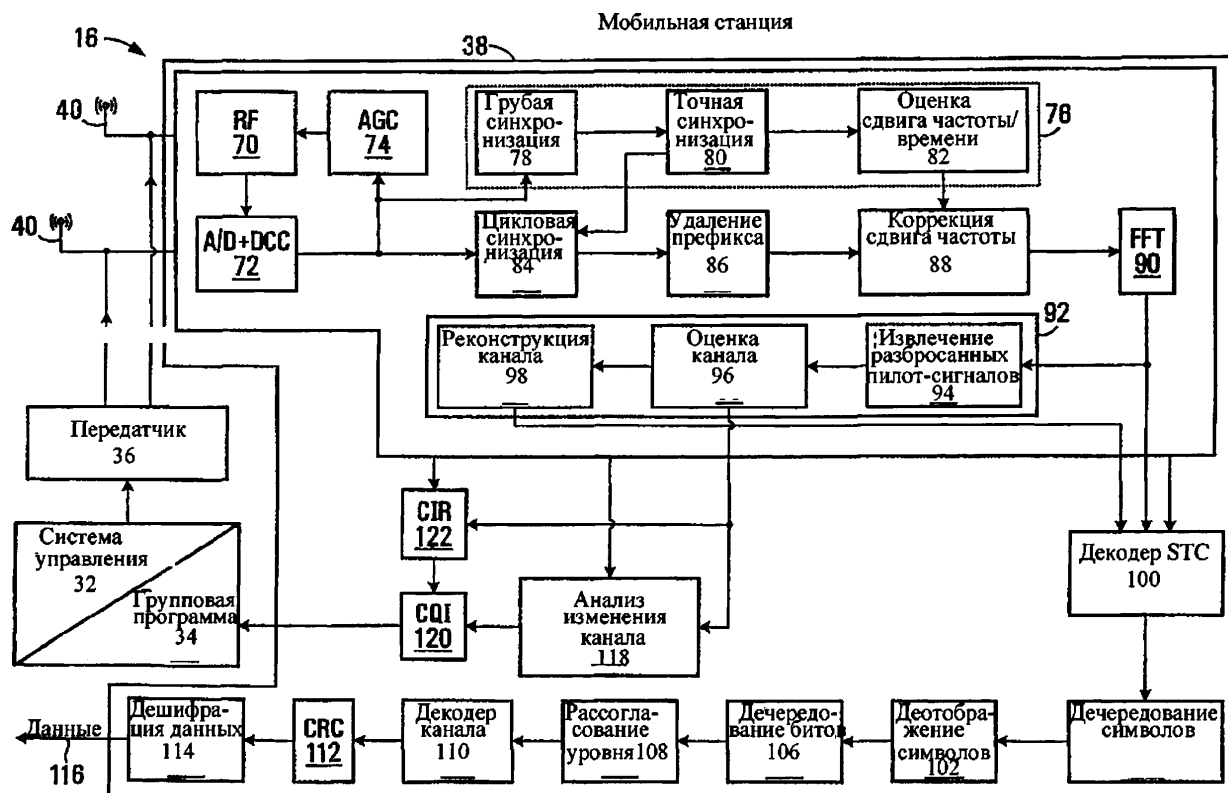 Мобильная станция
16
38
40
RF
70
AGC
74
Грубая
синхро-
низация
78
Точная
синхро-
низация
80
Оценка
сдвига частоты/
времени
82
76
40
A/D+DCC
72
Цикловая
синхро-
низация
84
Удаление
префикса
86
Коррекция
сдвига частоты
88
FFT
90
92
Реконструкция
канала
98
Оценка
канала
96
Извлечение
разбросанных
пилот-сигналов
94
Передатчик
36
Система
управления
32
Групповая
программа
34
CIR
122
CQI
120
Анализ
изменения
канала
118
Декодер STC
100
Данные
116
Дешифра-
ция данных
114
CRC
112
Декодер
канала
110
Рассогла-
сование
уровня 108
Дечередо-
вание битов
106
Деотобра-
жение
символов
102
Дечередование
символов